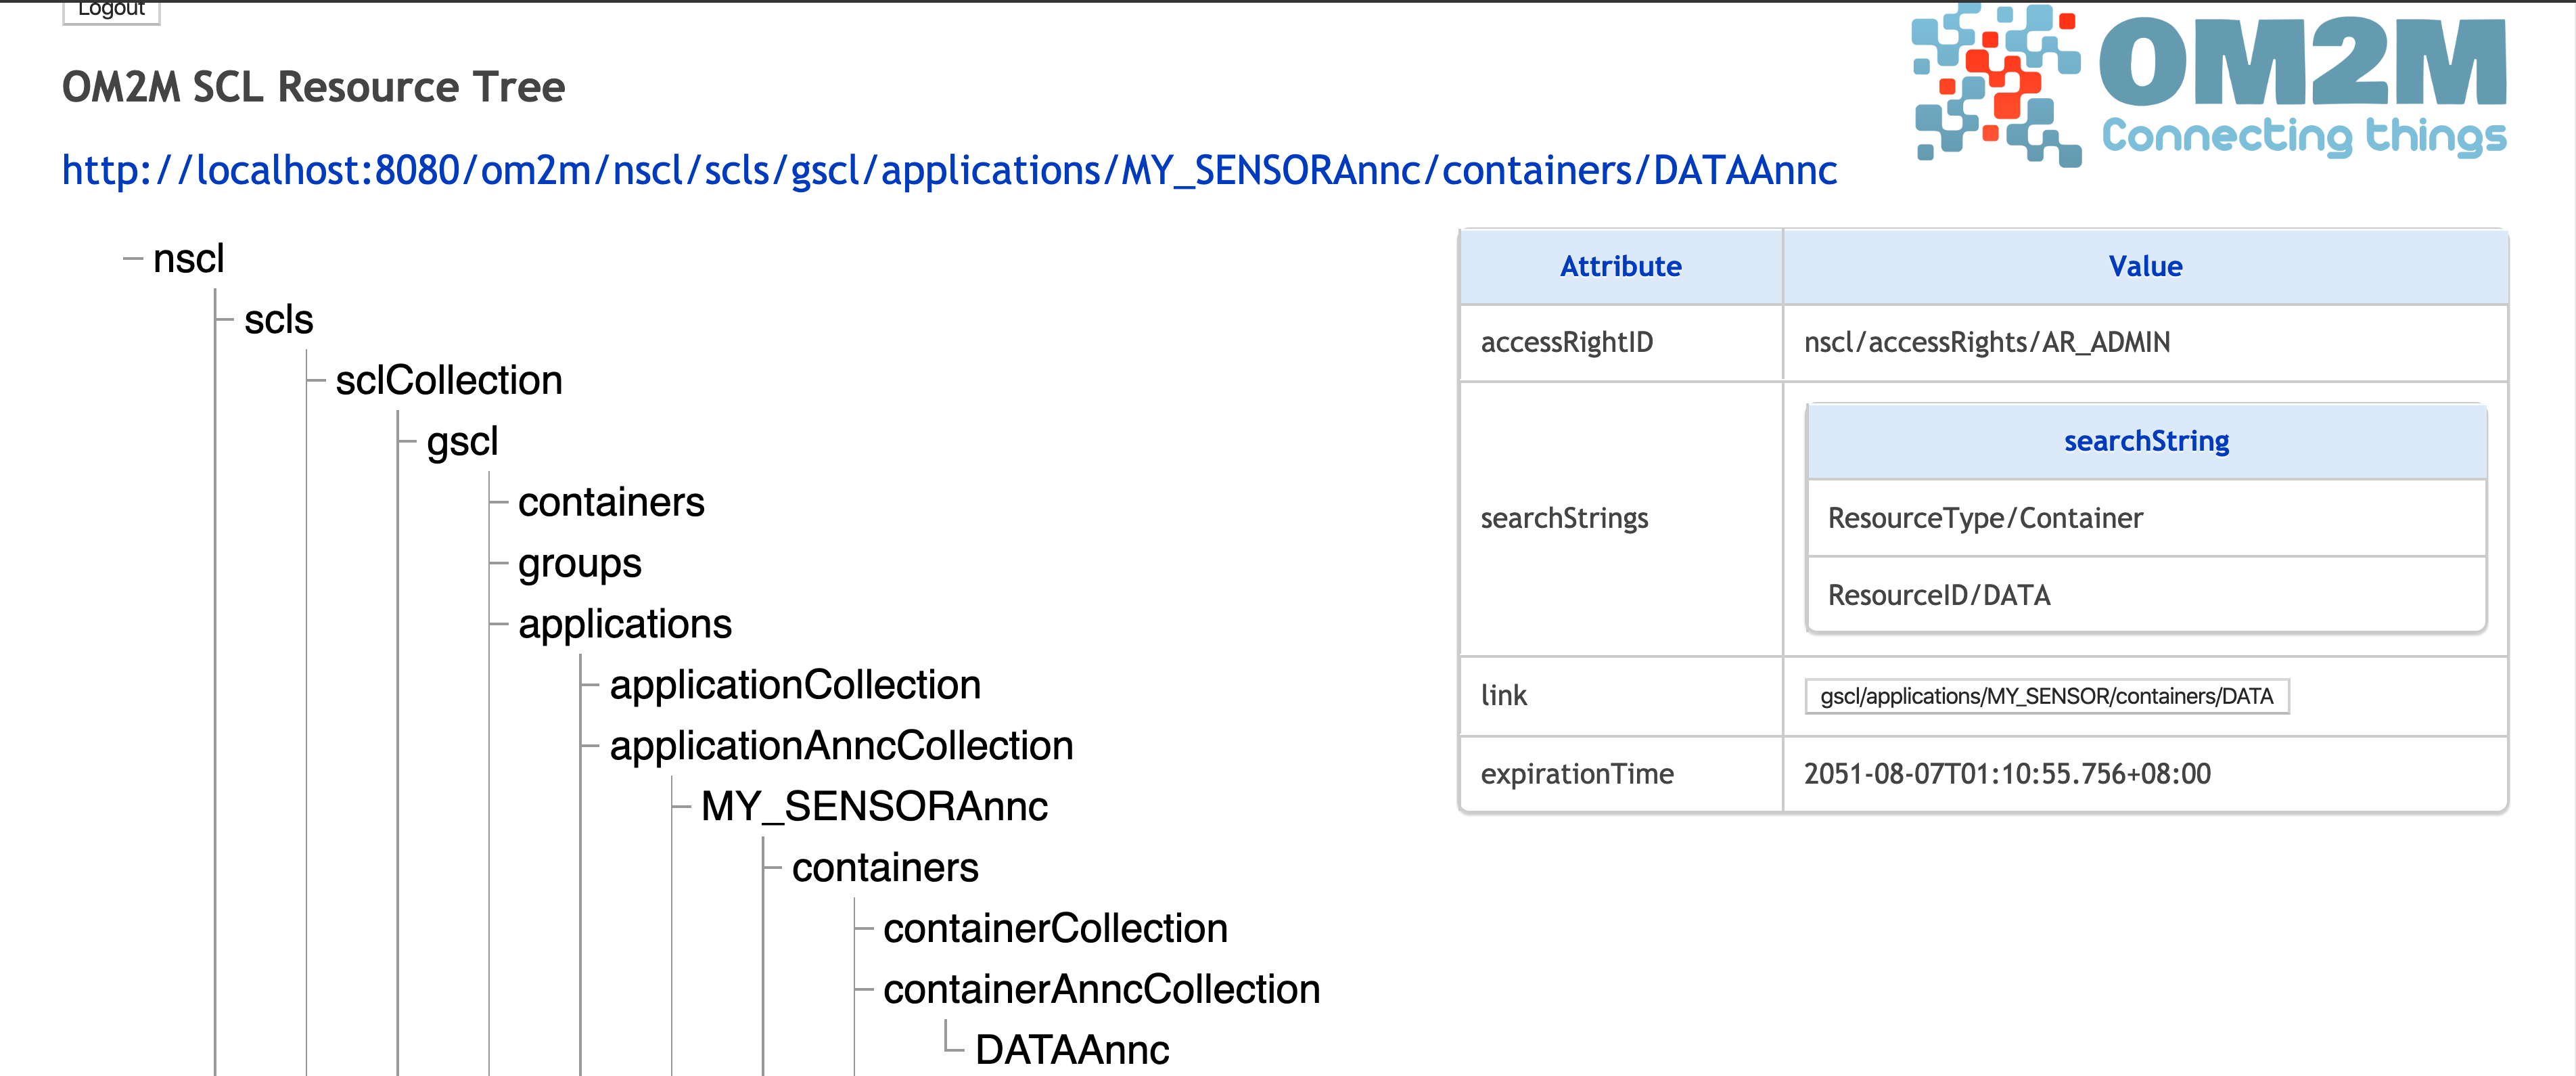 Logout
OM2M
Connecting things
OM2M SCL Resource Tree
http://localhost:8080/om2m/nscl/scls/gscl/applications/MY_SENSORAnnc/containers/DATAAnnc
nscl
scls
sclCollection
gscl
containers
groups
applications
applicationCollection
applicationAnncCollection
MY_SENSORAnnc
containers
containerCollection
containerAnncCollection
DATAAnnc
Attribute Value
accessRightID nscl/accessRights/AR_ADMIN
searchStrings
searchString
ResourceType/Container
ResourceID/DATA
link gscl/applications/MY_SENSOR/containers/DATA
expirationTime 2051-08-07T01:10:55.756+08:00